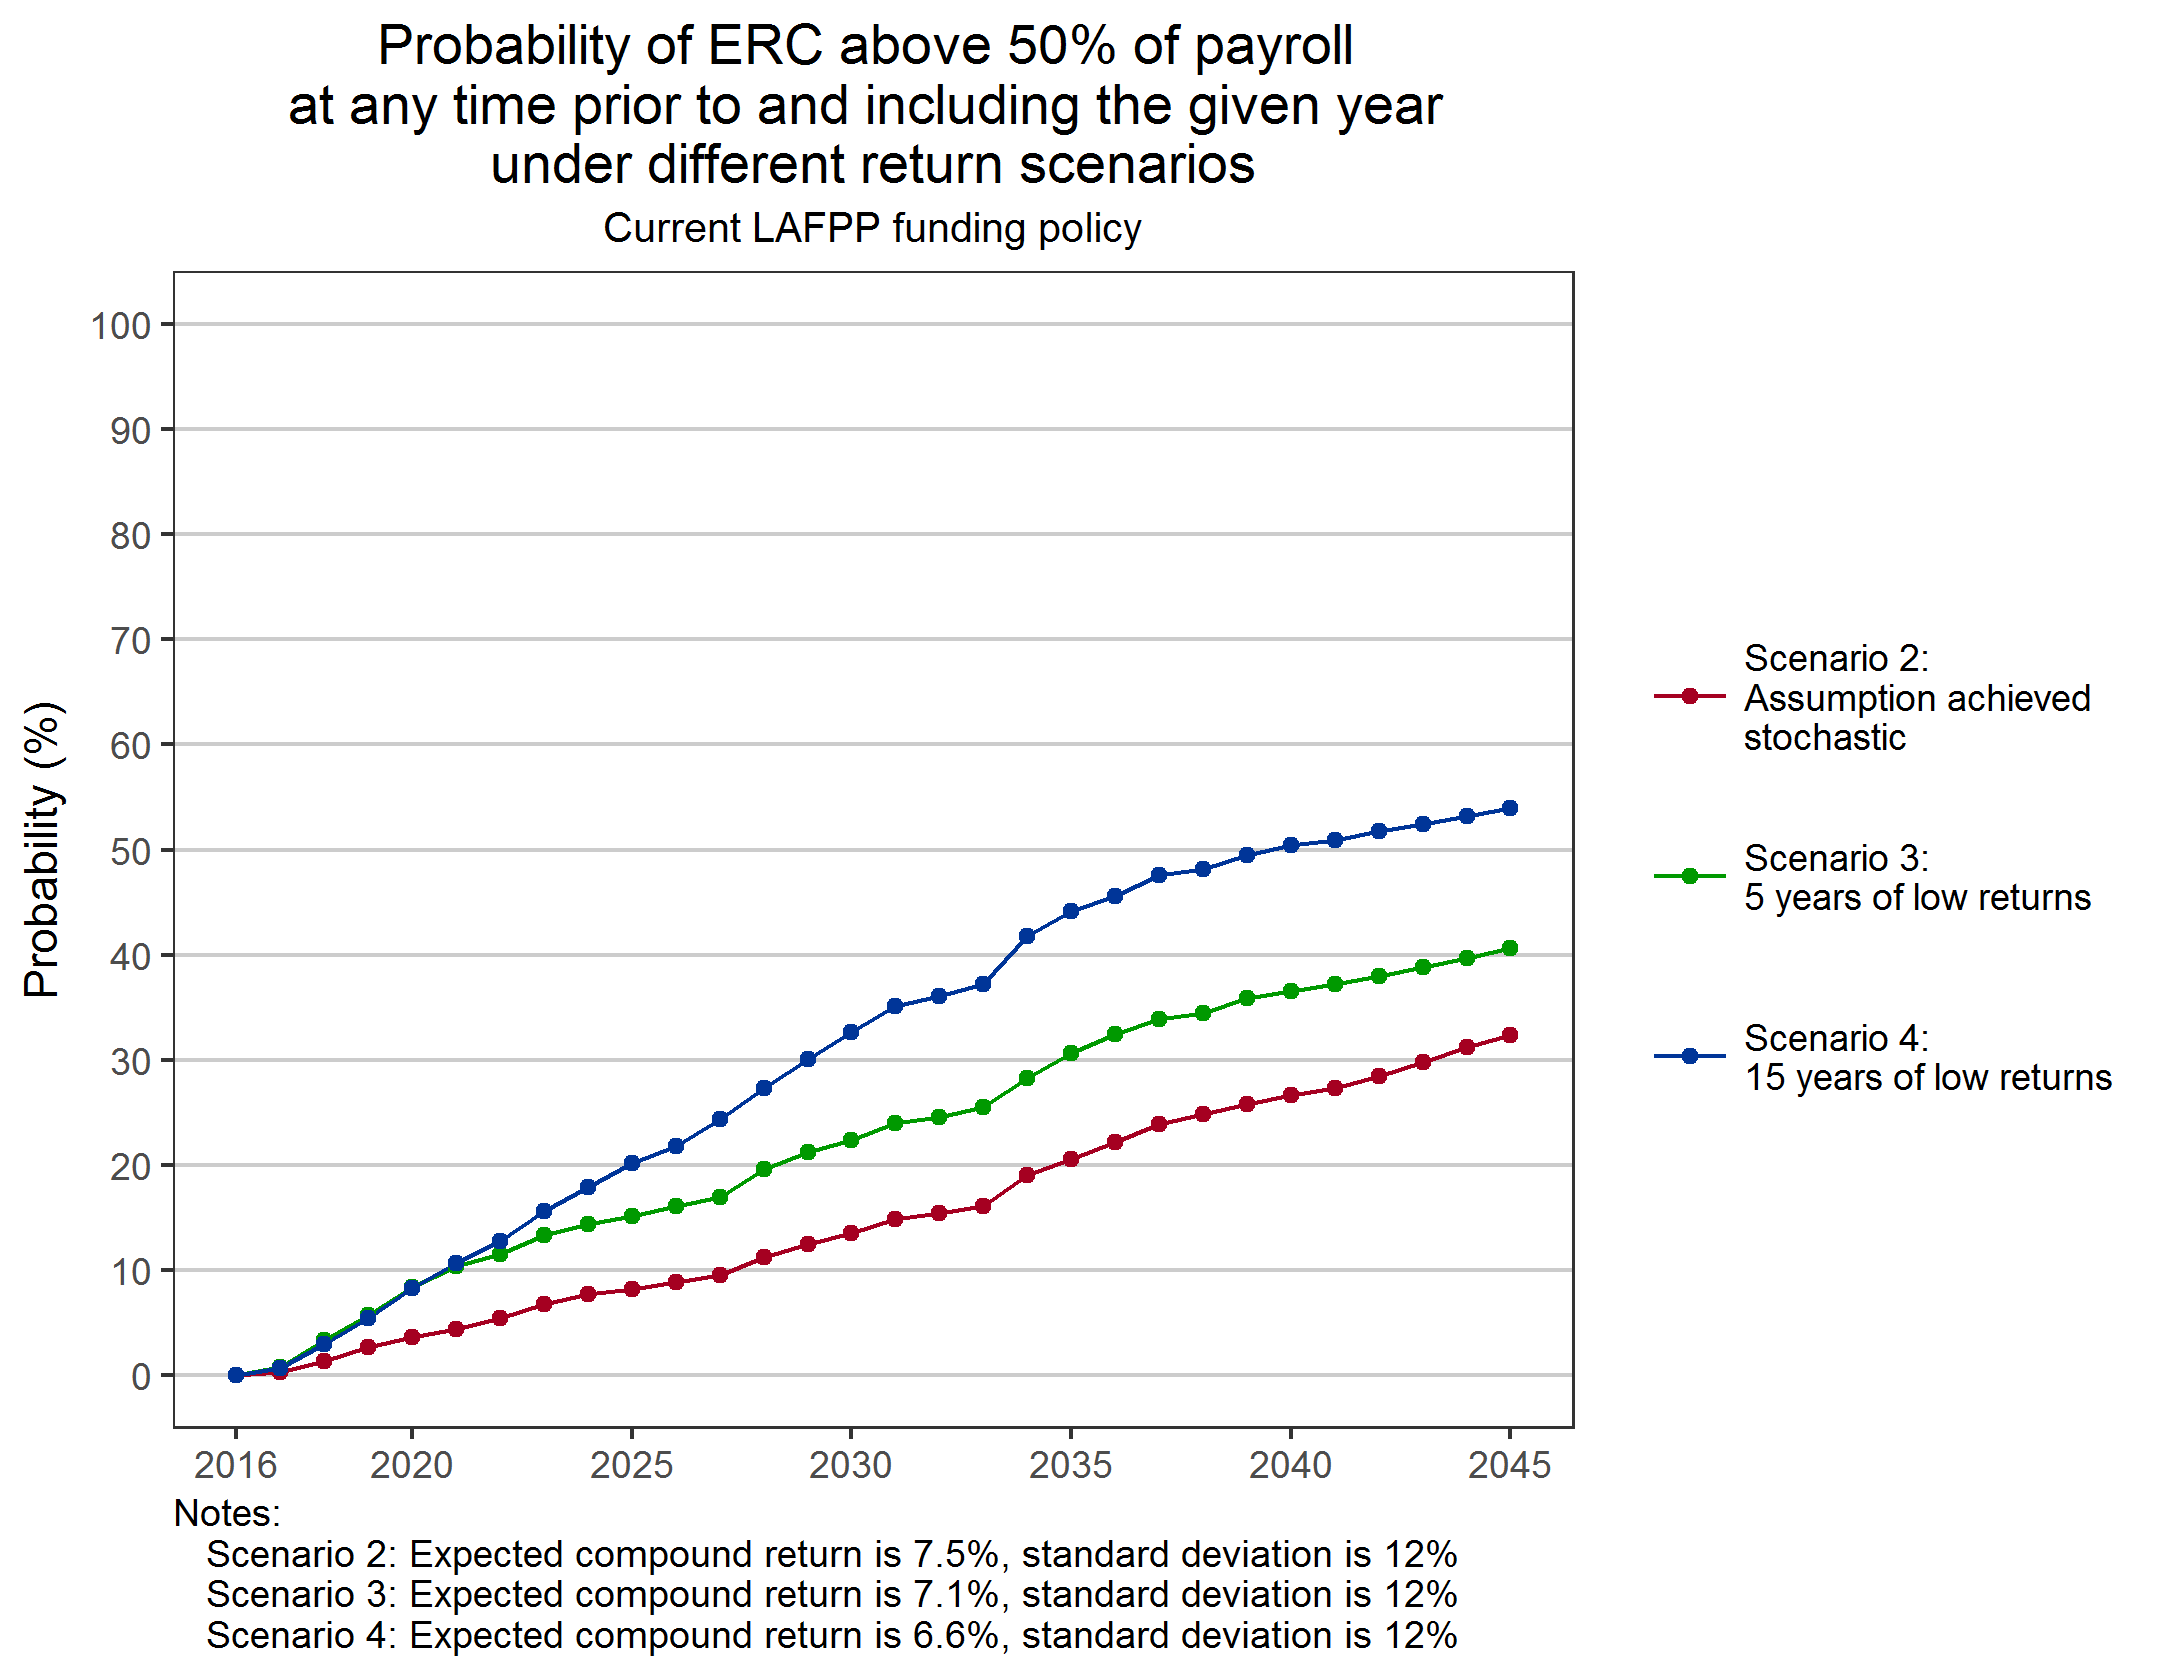 Probability of ERC above 50% of payroll
at any time prior to and including the given year
under different return scenarios
Current LAFPP funding policy
Probability (%)
100
90
80
70
60
50
40
30
20
10
0
2016 2020 2025 2030 2035 2040 2045
Scenario 2:
Assumption achieved
stochastic
Scenario 3:
5 years of low returns
Scenario 4:
15 years of low returns
Notes:
Scenario 2: Expected compound return is 7.5%, standard deviation is 12%
Scenario 3: Expected compound return is 7.1%, standard deviation is 12%
Scenario 4: Expected compound return is 6.6%, standard deviation is 12%